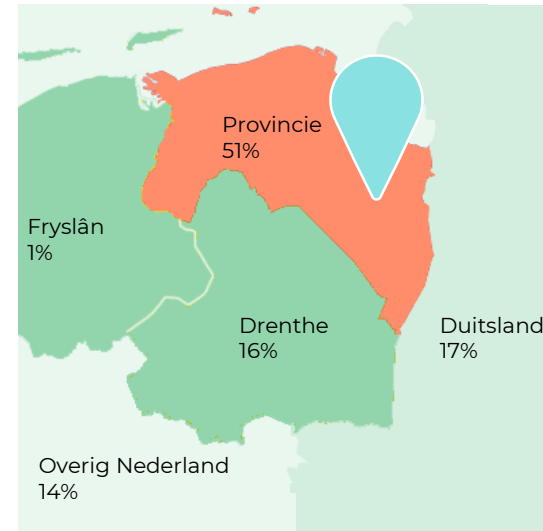 Provincie
51%
Fryslân
1%
Drenthe
16%
Duitsland
17%
Overig Nederland
14%